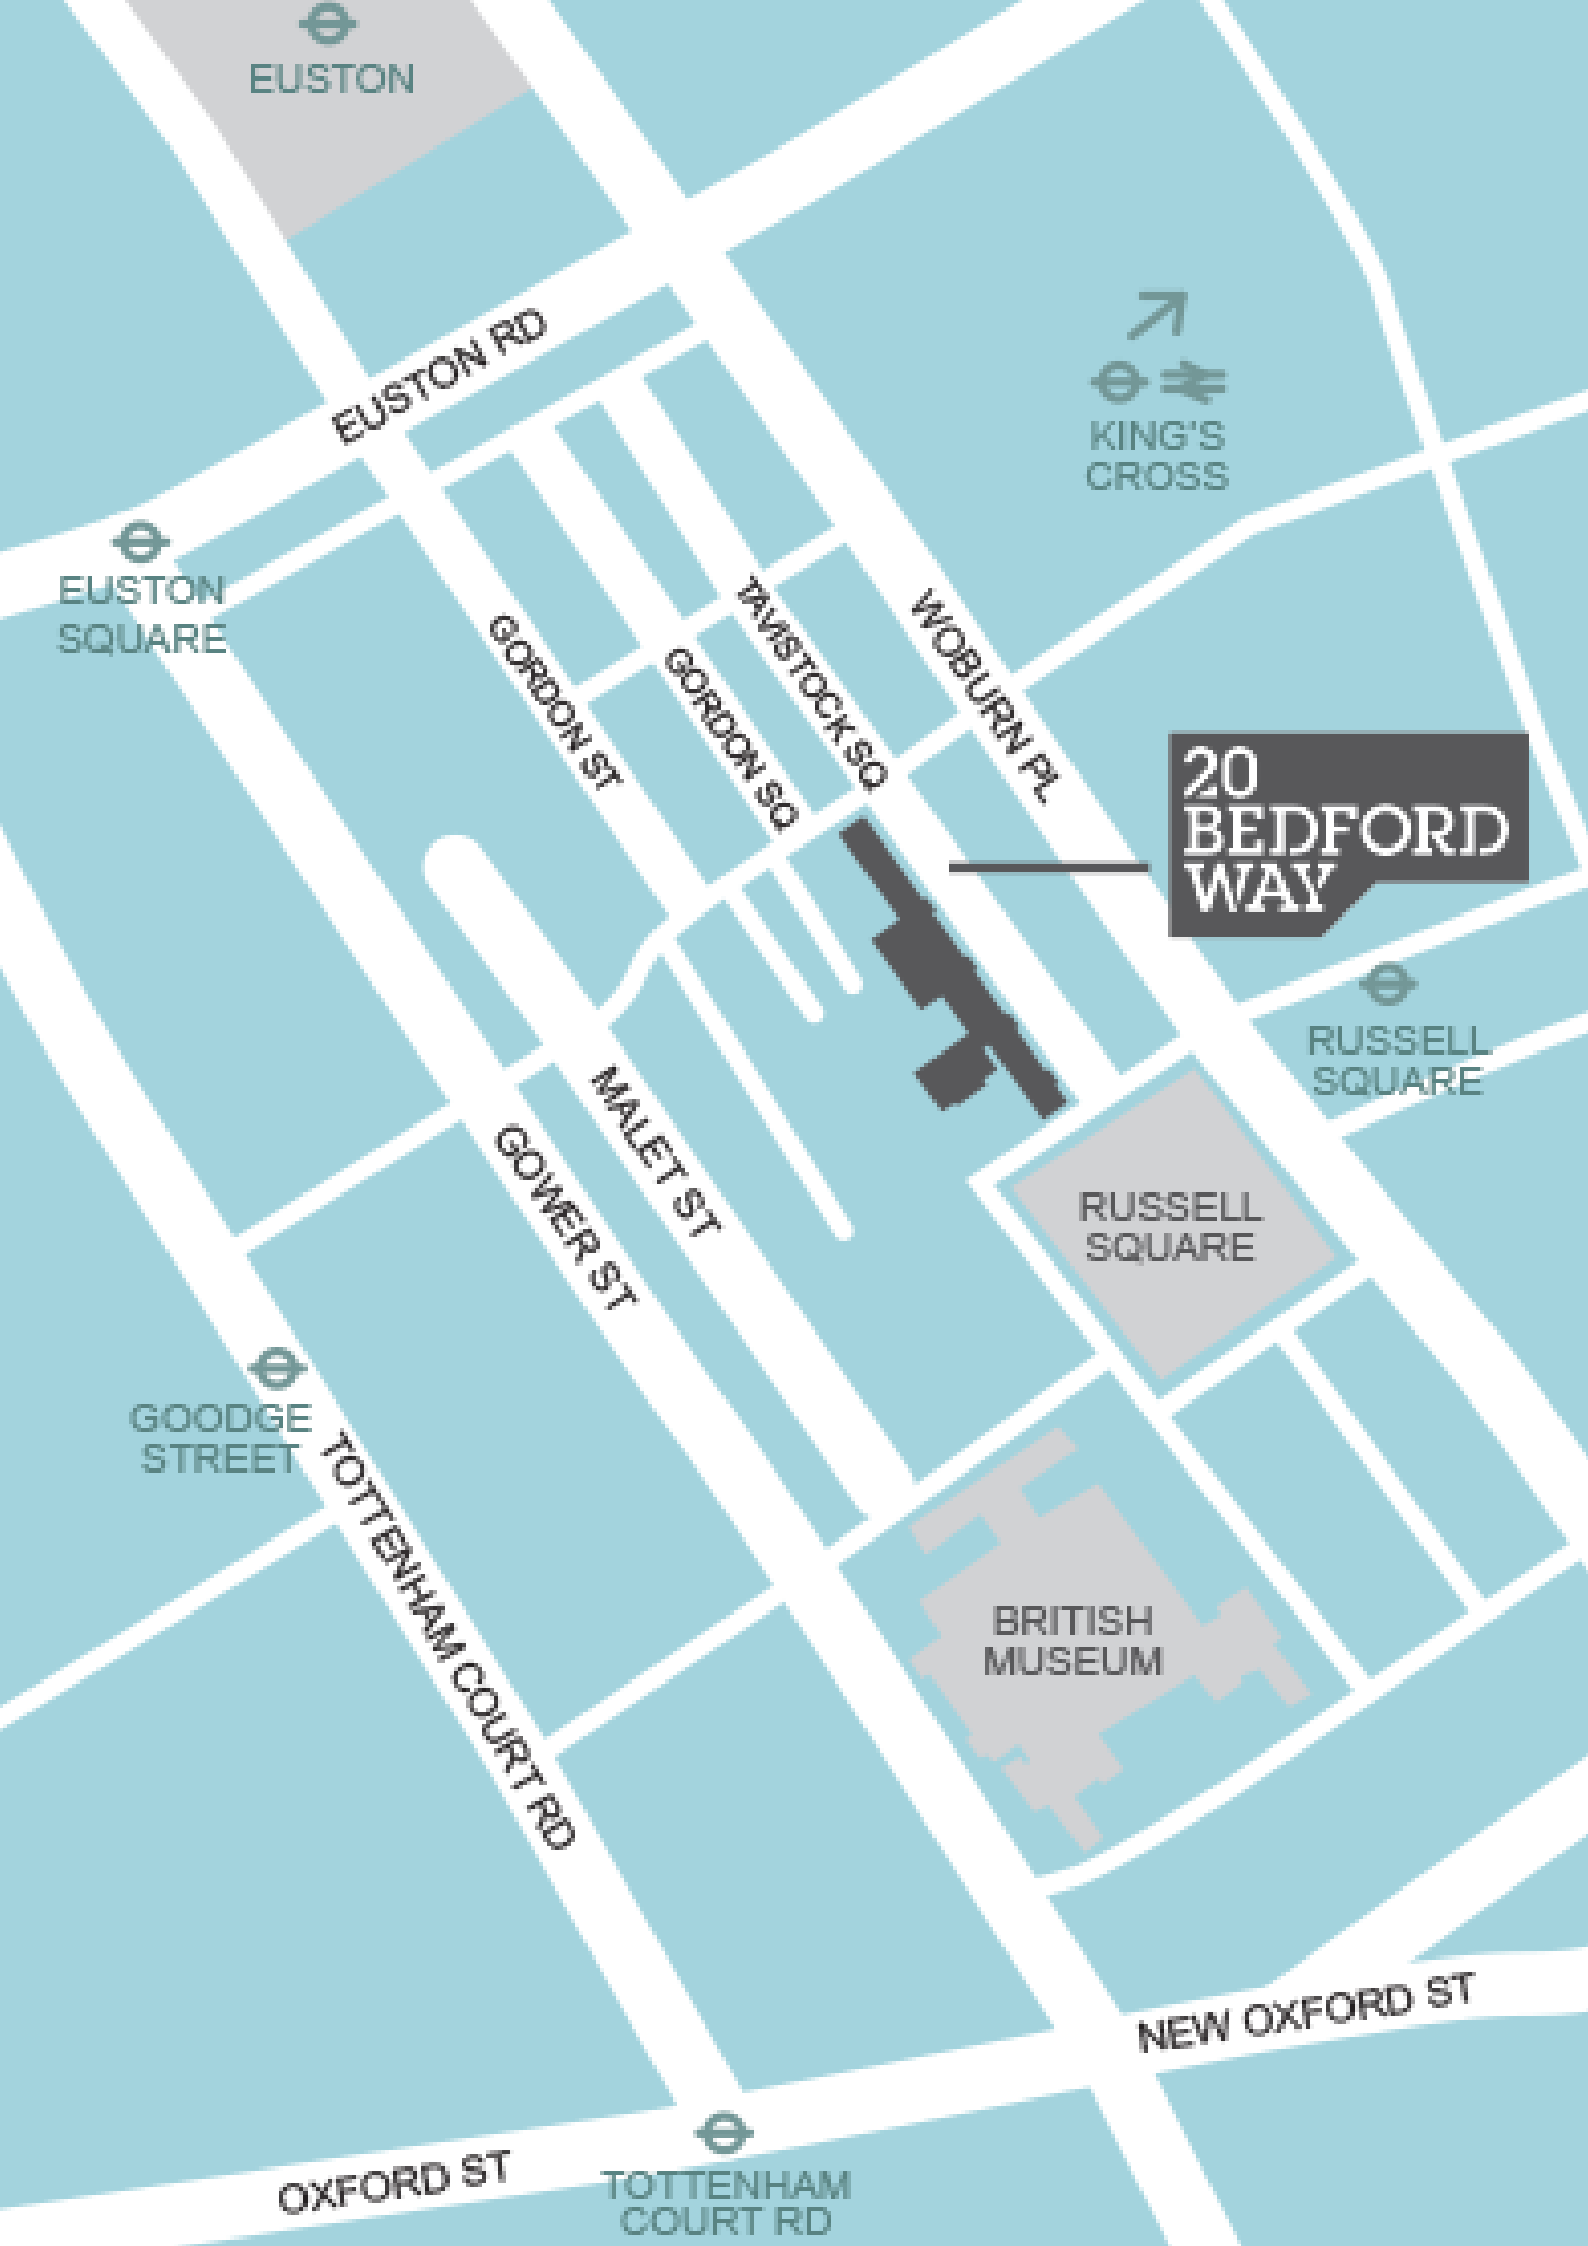 EUSTON
EUSTON RD
KING'S
CROSS
EUSTON
SQUARE
GORDON ST
GORDON SQ
TAVISTOCK SQ
WOBURN PL
20
BEDFORD
WAY
RUSSELL
SQUARE
MALET ST
GOWER ST
RUSSELL
SQUARE
GOODGE
STREET
TOTTENHAM COURT RD
BRITISH
MUSEUM
NEW OXFORD ST
OXFORD ST
TOTTENHAM
COURT RD